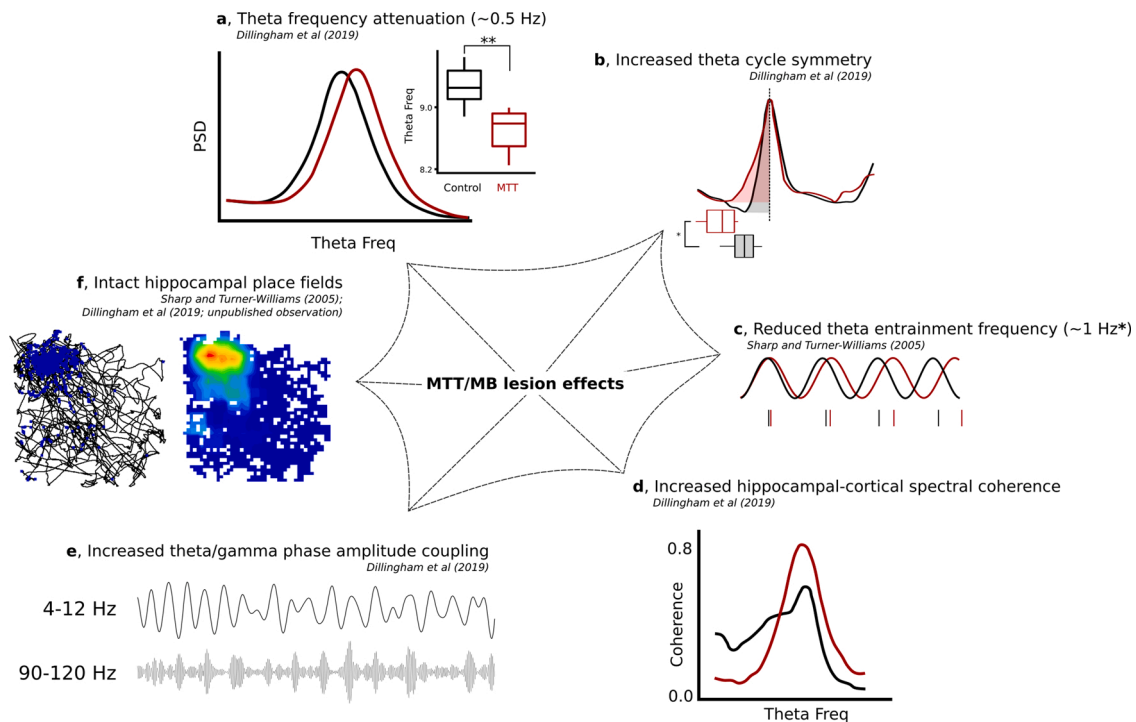 a, Theta frequency attenuation (~0.5 Hz)
Dillingham et al (2019)
PSD
Theta Freq
**
Theta Freq
9.0
8.2
Control
MTT
b, Increased theta cycle symmetry
Dillingham et al (2019)
*
f, Intact hippocampal place fields
Sharp and Turner-Williams (2005);
Dillingham et al (2019; unpublished observation)
MTT/MB lesion effects
c, Reduced theta entrainment frequency (~1 Hz*)
Sharp and Turner-Williams (2005)
d, Increased hippocampal-cortical spectral coherence
Dillingham et al (2019)
0.8
Coherence
0.0
Theta Freq
e, Increased theta/gamma phase amplitude coupling
Dillingham et al (2019)
4-12 Hz
90-120 Hz